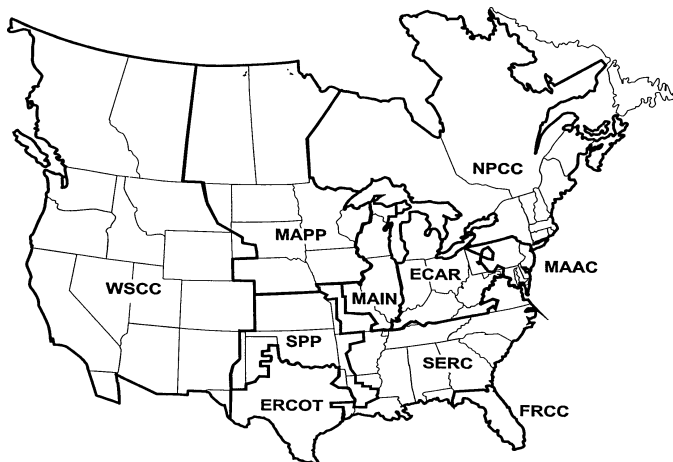 NPCC
MAPP
MAAC
ECAR
WSCC
MAIN
SPP
SERC
ERCOT
FRCC